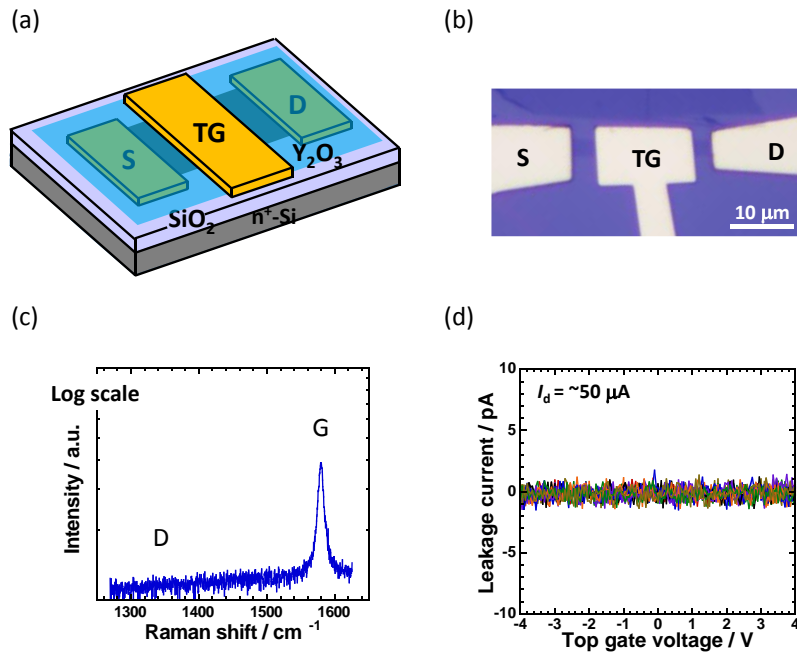 (a)
S
TG
D
Y₂O₃
SiO₂
n⁺-Si
(b)
S
TG
D
10 μm
(c)
Log scale
G
D
Intensity / a.u.
1300
1400
1500
1600
Raman shift / cm⁻¹
(d)
I_d = ~50 μA
Leakage current / pA
10
5
0
-5
-10
-4
-3
-2
-1
0
1
2
3
4
Top gate voltage / V